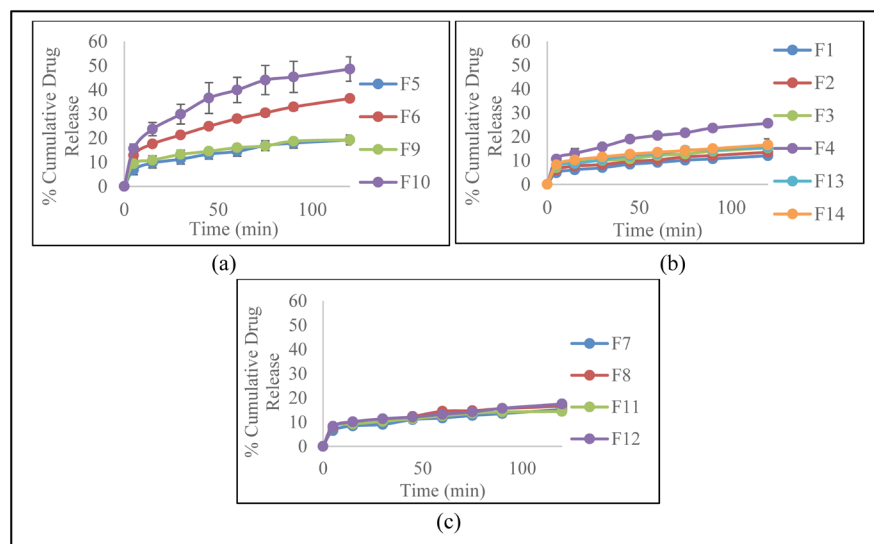 60
50
40
30
20
10
0
% Cumulative Drug
Release
0
50
100
Time (min)
F5
F6
F9
F10
(a)
60
50
40
30
20
10
0
% Cumulative Drug
Release
0
50
100
Time (min)
F1
F2
F3
F4
F13
F14
(b)
60
50
40
30
20
10
0
% Cumulative Drug
Release
0
50
100
Time (min)
F7
F8
F11
F12
(c)